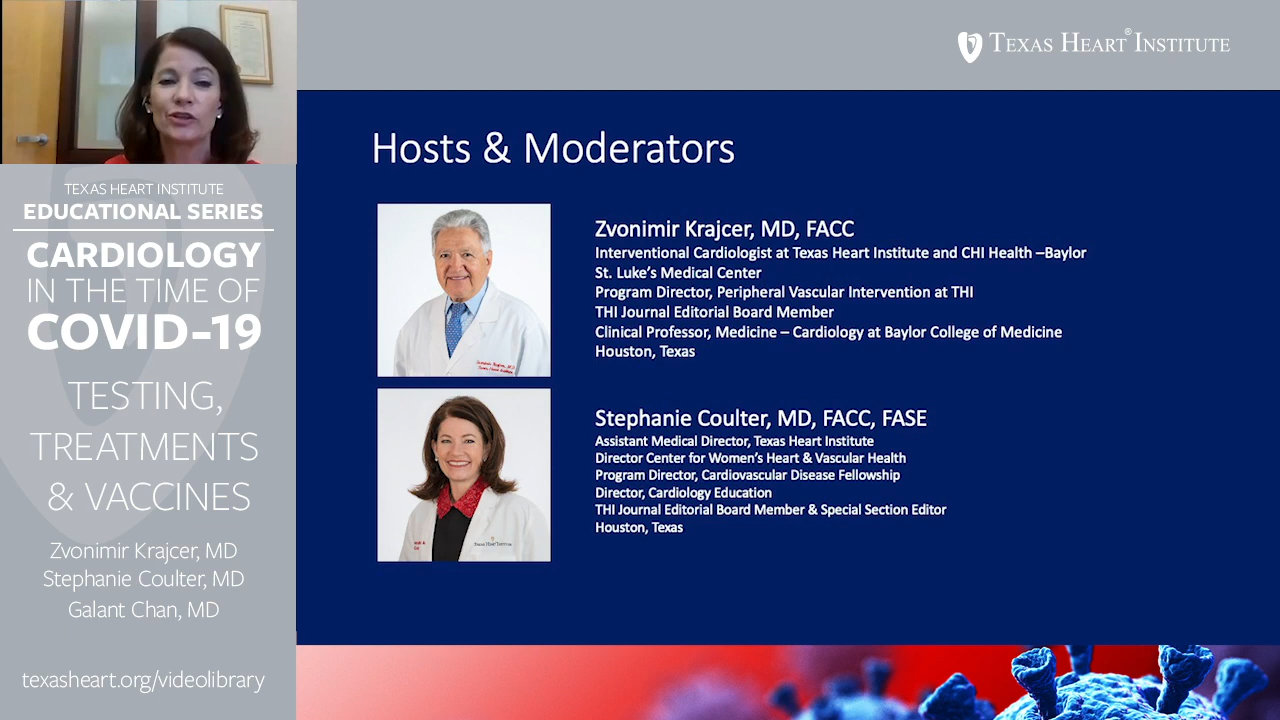 TEXAS HEART® INSTITUTE
TEXAS HEART INSTITUTE
EDUCATIONAL SERIES
CARDIOLOGY
IN THE TIME OF
COVID-19
TESTING,
TREATMENTS
& VACCINES
Zvonimir Krajcer, MD
Stephanie Coulter, MD
Galant Chan, MD
texasheart.org/videolibrary
Hosts & Moderators
Zvonimir Krajcer, MD, FACC
Interventional Cardiologist at Texas Heart Institute and CHI Health –Baylor
St. Luke’s Medical Center
Program Director, Peripheral Vascular Intervention at THI
THI Journal Editorial Board Member
Clinical Professor, Medicine – Cardiology at Baylor College of Medicine
Houston, Texas
Stephanie Coulter, MD, FACC, FASE
Assistant Medical Director, Texas Heart Institute
Director Center for Women’s Heart & Vascular Health
Program Director, Cardiovascular Disease Fellowship
Director, Cardiology Education
THI Journal Editorial Board Member & Special Section Editor
Houston, Texas